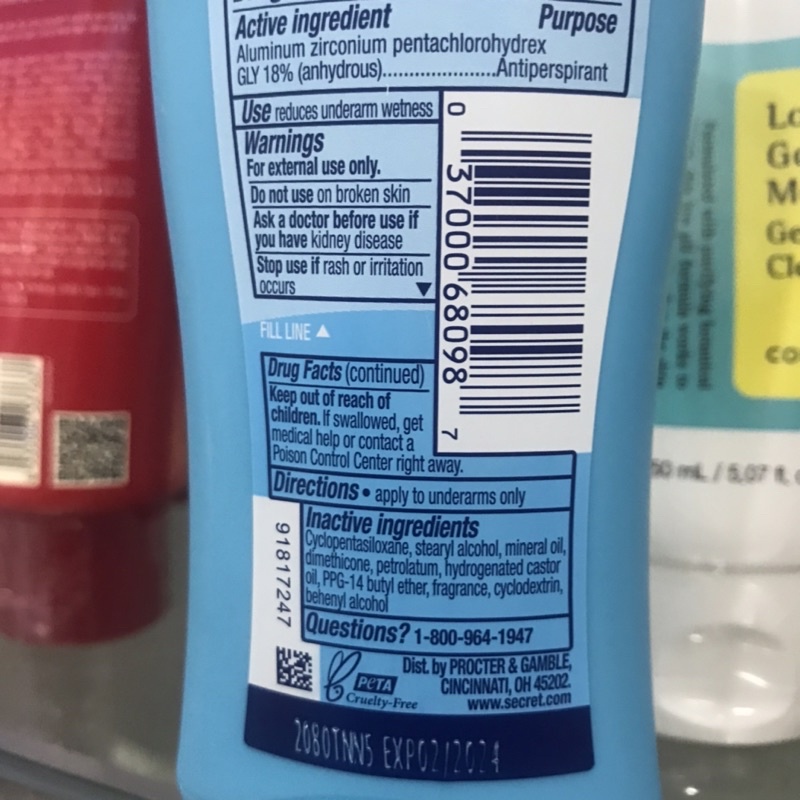 Active ingredient Purpose
Aluminum zirconium pentachlorohydrex
GLY 18% (anhydrous)......................Antiperspirant
Use reduces underarm wetness
Warnings
For external use only.
Do not use on broken skin
Ask a doctor before use if
you have kidney disease
Stop use if rash or irritation
occurs
0 37000 68098 7
FILL LINE
Drug Facts (continued)
Keep out of reach of
children. If swallowed, get
medical help or contact a
Poison Control Center right away.
Directions • apply to underarms only
Inactive ingredients
Cyclopentasiloxane, stearyl alcohol, mineral oil,
dimethicone, petrolatum, hydrogenated castor
oil, PPG-14 butyl ether, fragrance, cyclodextrin,
behenyl alcohol
91817247
Questions? 1-800-964-1947
PETA
Cruelty-Free
Dist. by PROCTER & GAMBLE,
CINCINNATI, OH 45202.
www.secret.com
2080TNN5 EXP02/2024